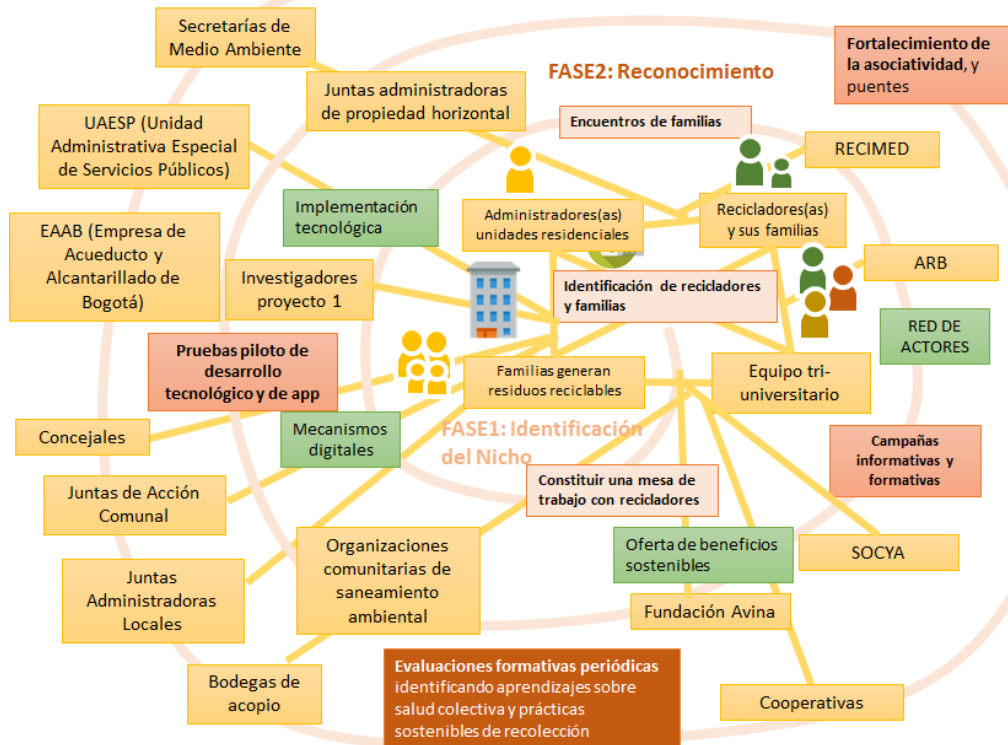 Secretarías de
Medio Ambiente
Fortalecimiento de
la asociatividad, y
puentes
FASE2: Reconocimiento
Juntas administradoras
de propiedad horizontal
Encuentros de familias
UAESP (Unidad
Administrativa Especial
de Servicios Públicos)
RECIMED
Implementación
tecnológica
Administradores(as)
unidades residenciales
Recicladores(as)
y sus familias
EAAB (Empresa de
Acueducto y
Alcantarillado de
Bogotá)
Investigadores
proyecto 1
Identificación de recicladores
y familias
ARB
RED DE
ACTORES
Pruebas piloto de
desarrollo
tecnológico y de app
Familias generan
residuos reciclables
Equipo tri-
universitario
Concejales
Mecanismos
digitales
FASE1: Identificación
del Nicho
Campañas
informativas y
formativas
Constituir una mesa de
trabajo con recicladores
Juntas de Acción
Comunal
Organizaciones
comunitarias de
saneamiento
ambiental
Oferta de beneficios
sostenibles
SOCYA
Juntas
Administradoras
Locales
Fundación Avina
Evaluaciones formativas periódicas
identificando aprendizajes sobre
salud colectiva y prácticas
sostenibles de recolección
Bodegas de
acopio
Cooperativas